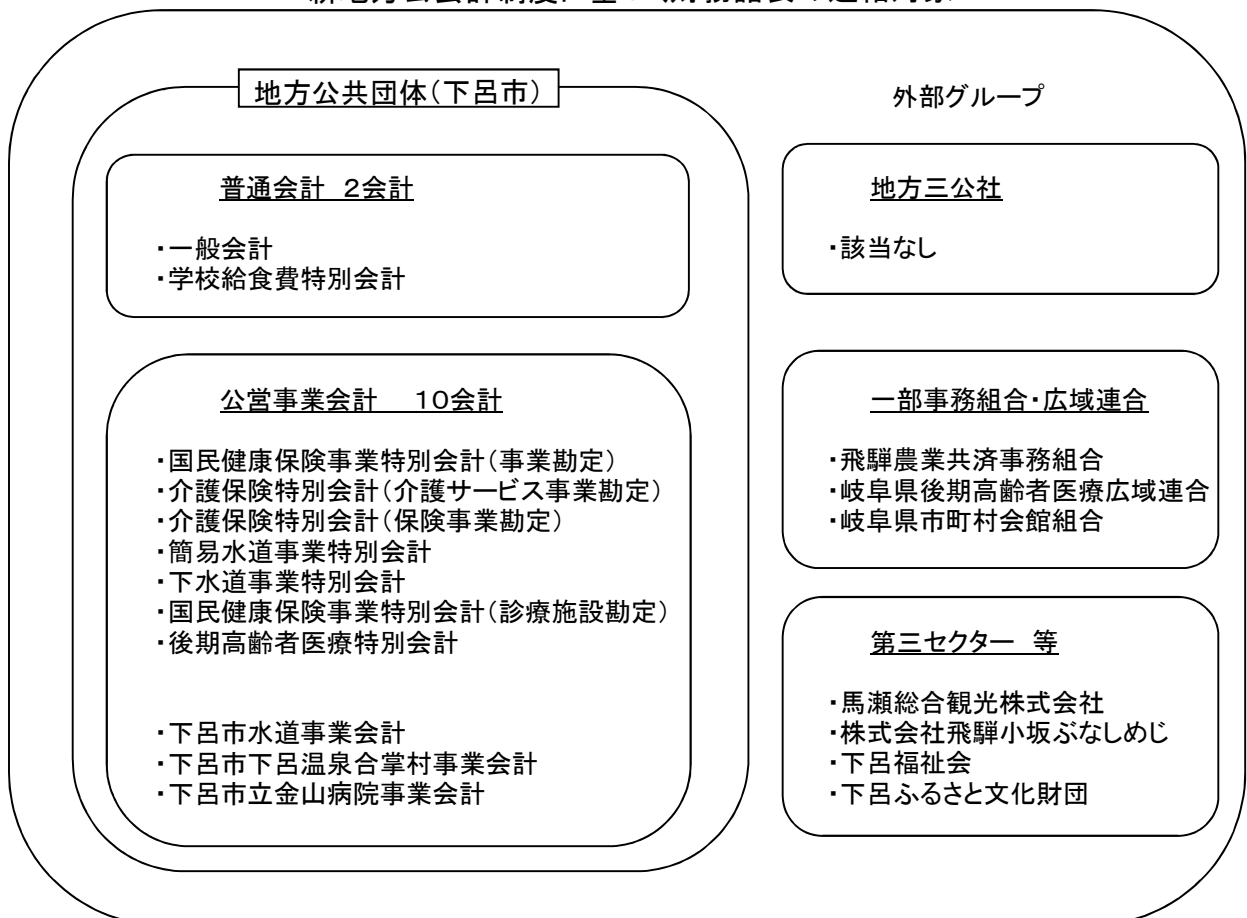 地方公共団体(下呂市)
普通会計 2会計
・一般会計
・学校給食費特別会計
公営事業会計 10会計
・国民健康保険事業特別会計(事業勘定)
・介護保険特別会計(介護サービス事業勘定)
・介護保険特別会計(保険事業勘定)
・簡易水道事業特別会計
・下水道事業特別会計
・国民健康保険事業特別会計(診療施設勘定)
・後期高齢者医療特別会計
・下呂市水道事業会計
・下呂市下呂温泉合掌村事業会計
・下呂市立金山病院事業会計
外部グループ
地方三公社
・該当なし
一部事務組合・広域連合
・飛騨農業共済事務組合
・岐阜県後期高齢者医療広域連合
・岐阜県市町村会館組合
第三セクター 等
・馬瀬総合観光株式会社
・株式会社飛騨小坂ぶなしめじ
・下呂福祉会
・下呂ふるさと文化財団